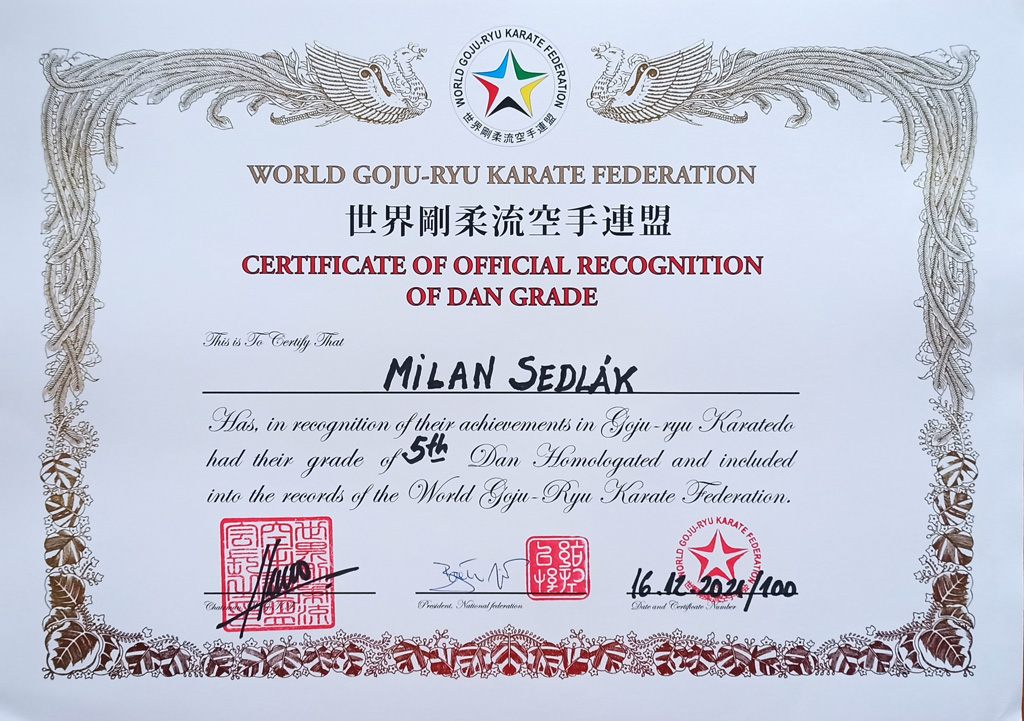 WORLD GOJU-RYU KARATE FEDERATION
世界剛柔流空手連盟
WORLD GOJU-RYU KARATE FEDERATION
世界剛柔流空手連盟
CERTIFICATE OF OFFICIAL RECOGNITION
OF DAN GRADE
This is To Certify That
MiLAN SEDLÁK
Has, in recognition of their achievements in Goju-ryu Karatedo
had their grade of 5th Dan Homologated and included
into the records of the World Goju-Ryu Karate Federation.
WORLD GOJU-RYU KARATE FEDERATION
16.12.2021/100
President, National federation
Date and Certificate Number